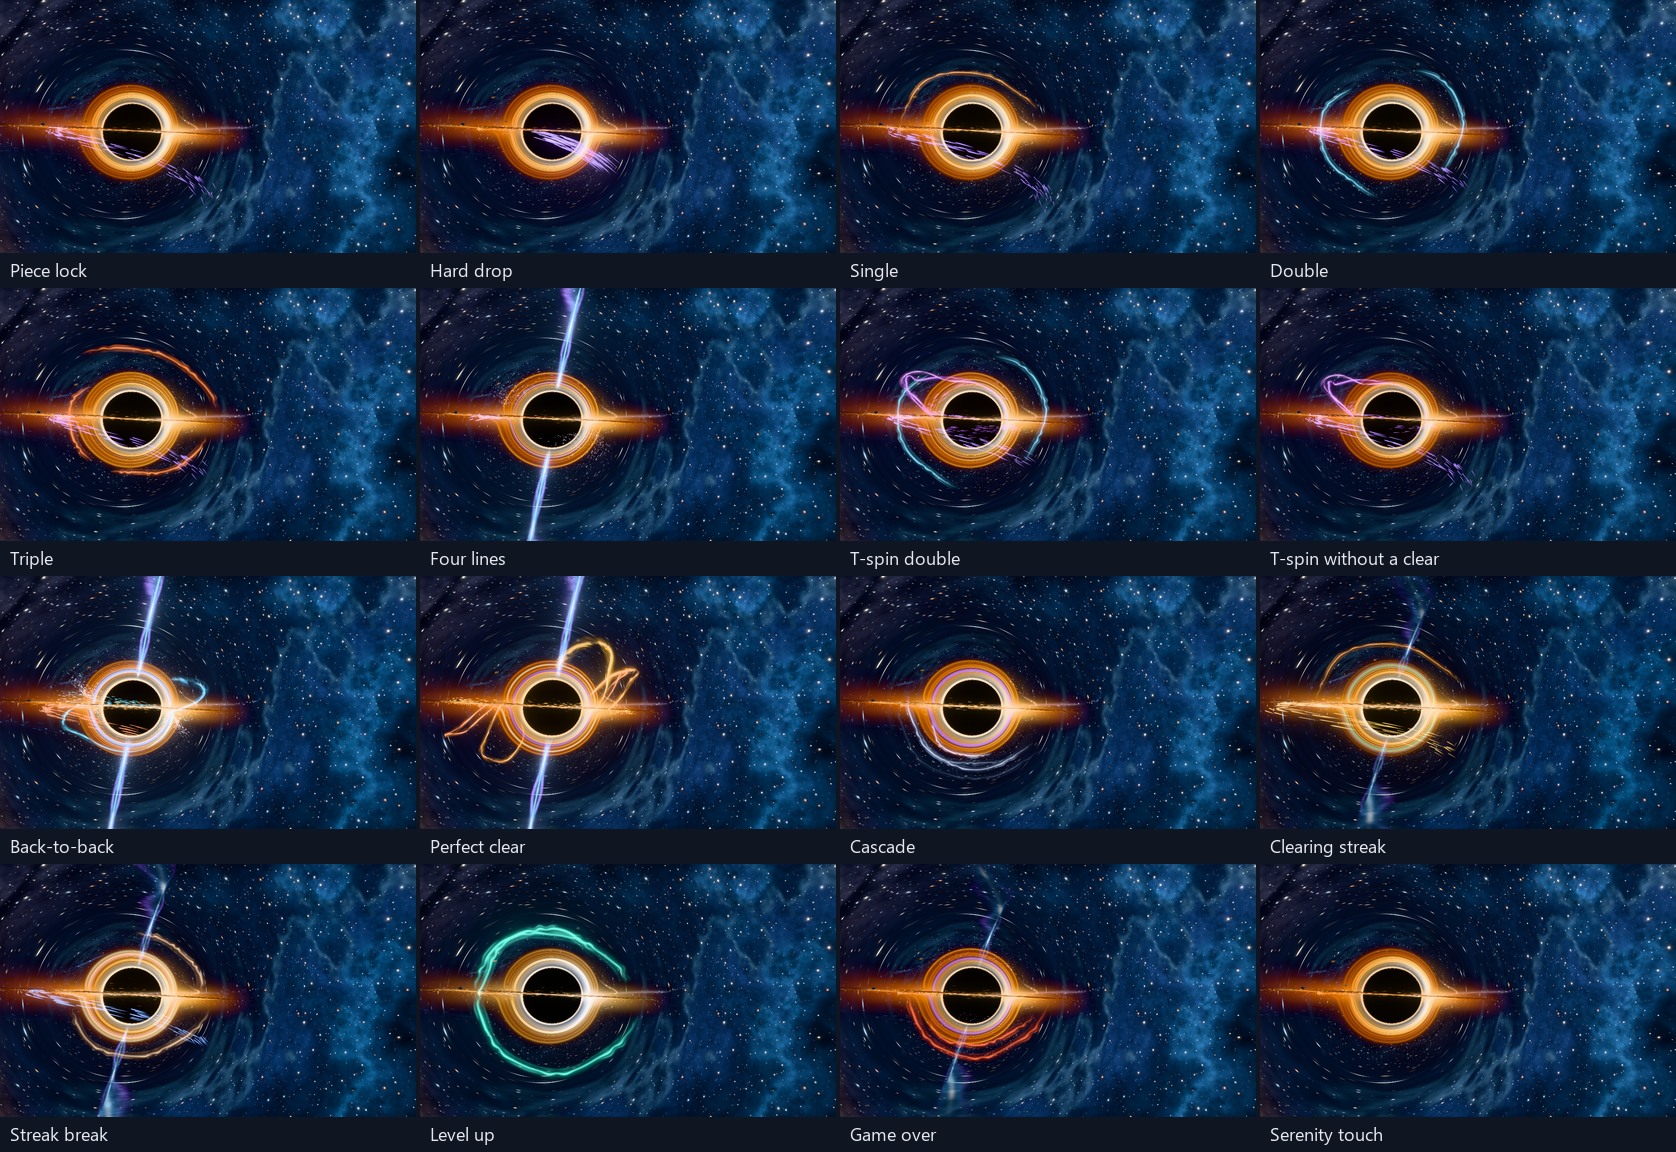 Piece lock
Hard drop
Single
Double
Triple
Four lines
T-spin double
T-spin without a clear
Back-to-back
Perfect clear
Cascade
Clearing streak
Streak break
Level up
Game over
Serenity touch